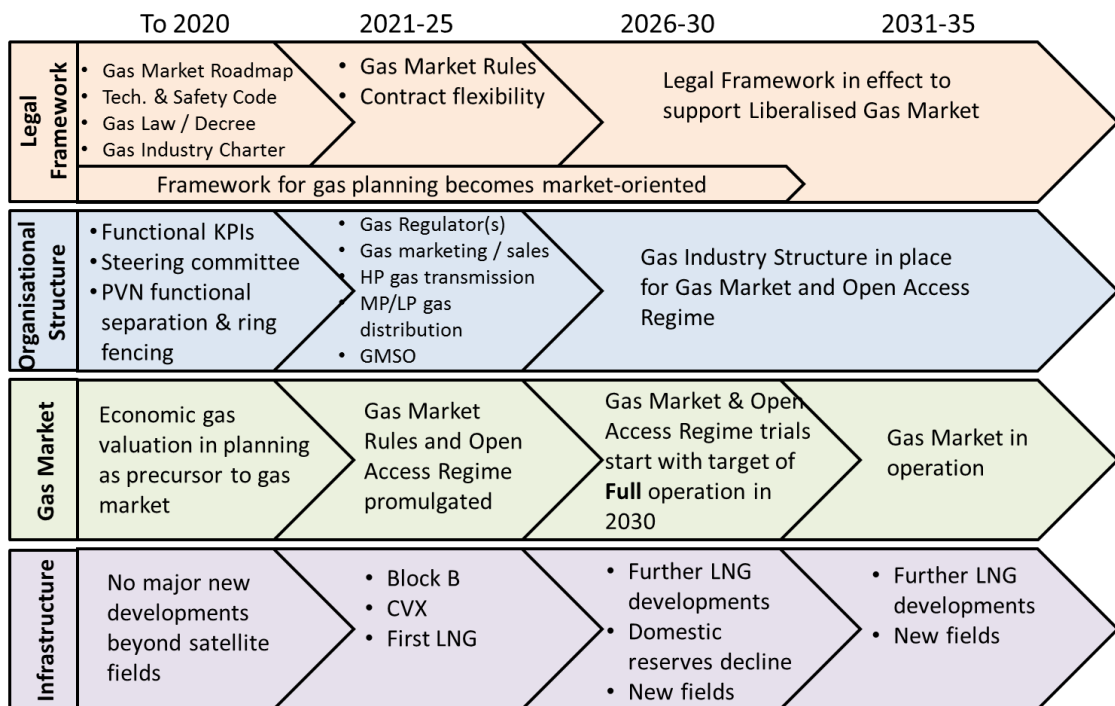 To 2020
2021-25
2026-30
2031-35
Legal
Framework
• Gas Market Roadmap
• Tech. & Safety Code
• Gas Law / Decree
• Gas Industry Charter
• Gas Market Rules
• Contract flexibility
Legal Framework in effect to
support Liberalised Gas Market
Framework for gas planning becomes market-oriented
Organisational
Structure
• Functional KPIs
• Steering committee
• PVN functional
separation & ring
fencing
• Gas Regulator(s)
• Gas marketing / sales
• HP gas transmission
• MP/LP gas
distribution
• GMSO
Gas Industry Structure in place
for Gas Market and Open Access
Regime
Gas Market
Economic gas
valuation in planning
as precursor to gas
market
Gas Market
Rules and Open
Access Regime
promulgated
Gas Market & Open
Access Regime trials
start with target of
Full operation in
2030
Gas Market in
operation
Infrastructure
No major new
developments
beyond satellite
fields
• Block B
• CVX
• First LNG
• Further LNG
developments
• Domestic
reserves decline
• New fields
• Further LNG
developments
• New fields